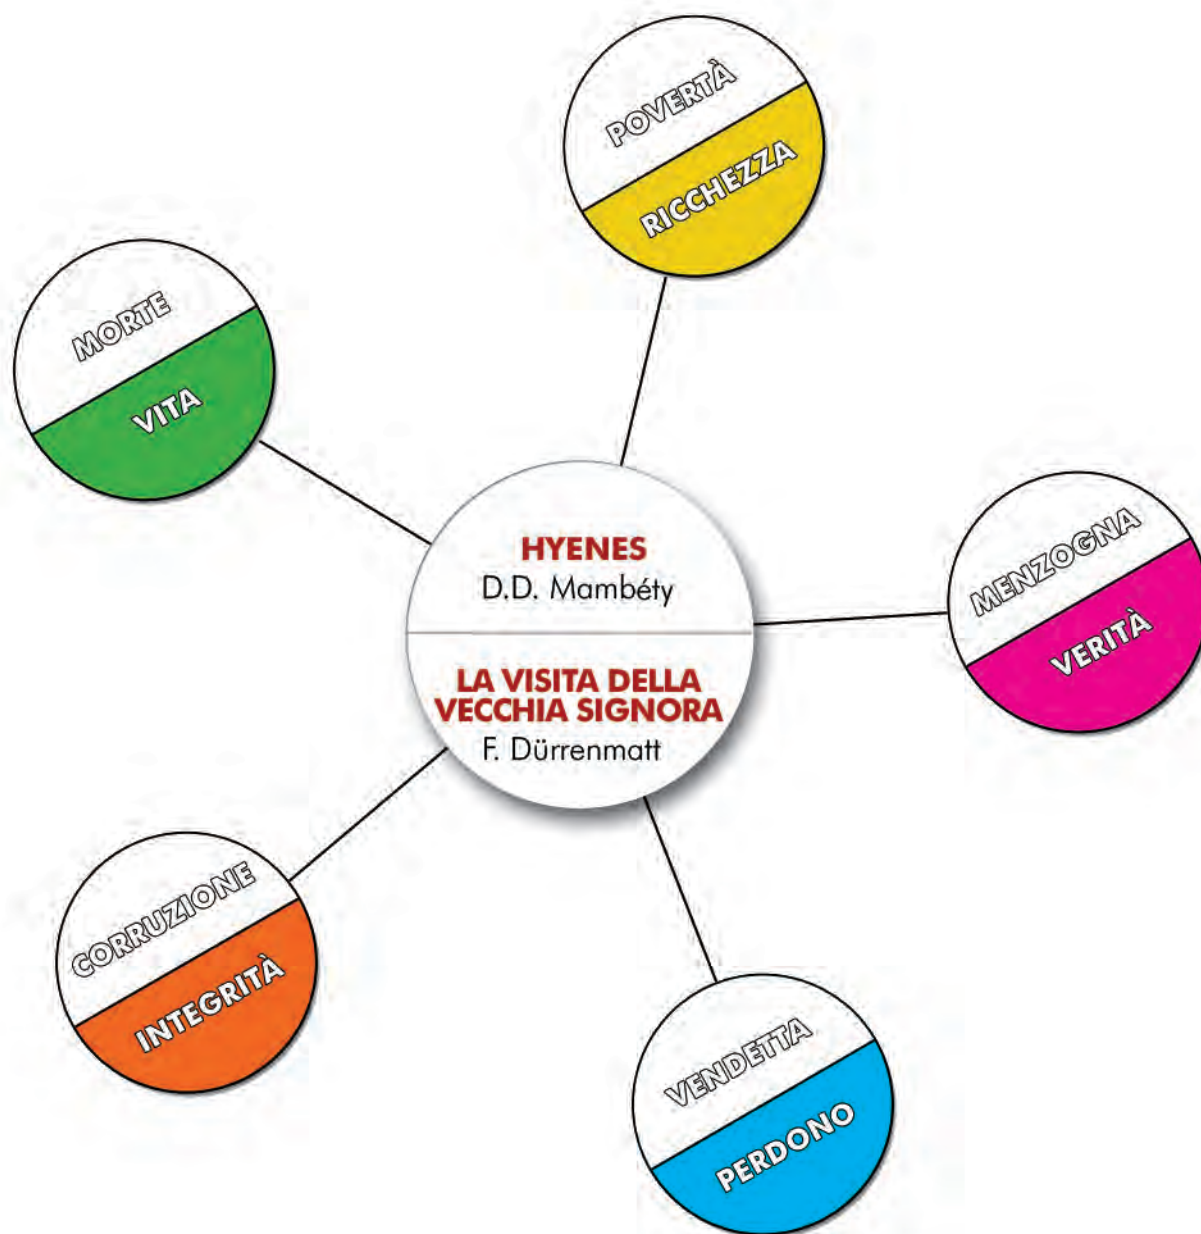 POVERTÀ
RICCHEZZA
MORTE
VITA
HYENES
D.D. Mambéty
LA VISITA DELLA
VECCHIA SIGNORA
F. Dürrenmatt
MENZOGNA
VERITÀ
CORRUZIONE
INTEGRITÀ
VENDETTA
PERDONO